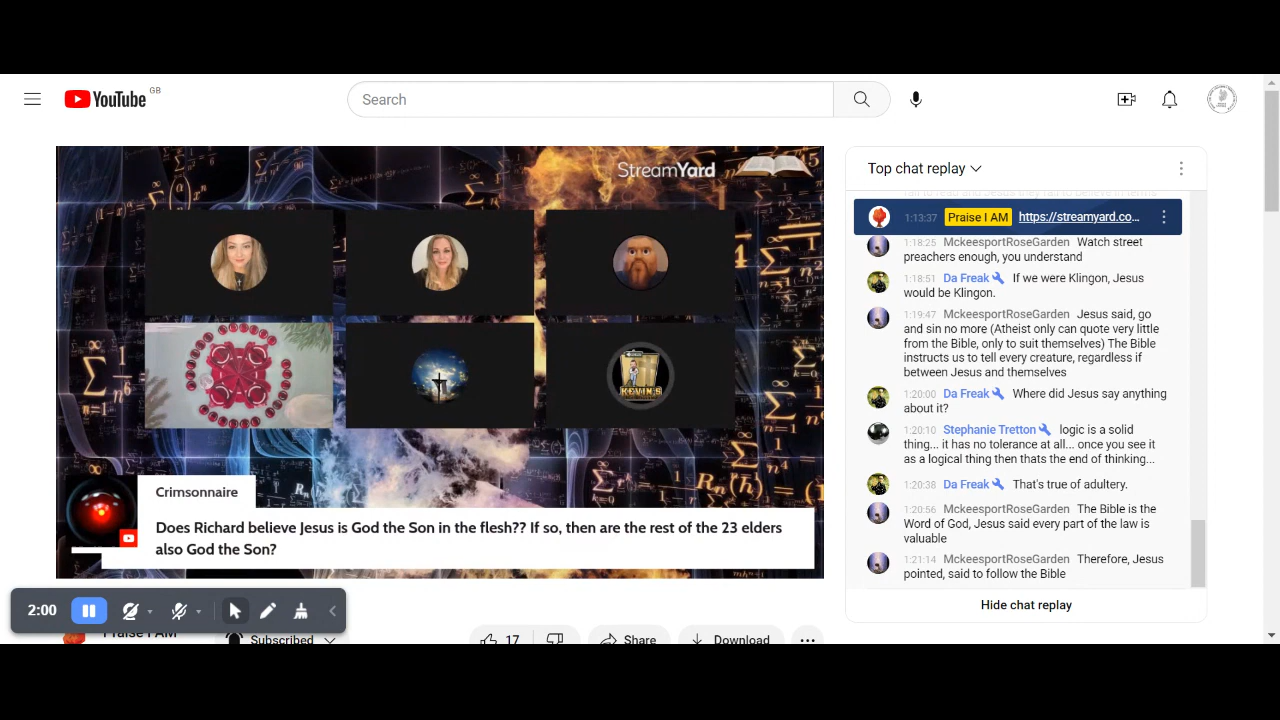 YouTube GB
Search
StreamYard
KEVIN'S
Crimsonnaire
Does Richard believe Jesus is God the Son in the flesh?? If so, then are the rest of the 23 elders
also God the Son?
2:00
Praise I AM
Subscribed
17
Share
Download
Top chat replay
1:13:37 Praise I AM https://streamyard.co...
1:18:25 MckeesportRoseGarden Watch street
preachers enough, you understand
1:18:51 Da Freak If we were Klingon, Jesus
would be Klingon.
1:19:47 MckeesportRoseGarden Jesus said, go
and sin no more (Atheist only can quote very little
from the Bible, only to suit themselves) The Bible
instructs us to tell every creature, regardless if
between Jesus and themselves
1:20:00 Da Freak Where did Jesus say anything
about it?
1:20:10 Stephanie Tretton logic is a solid
thing... it has no tolerance at all... once you see it
as a logical thing then thats the end of thinking...
1:20:38 Da Freak That's true of adultery.
1:20:56 MckeesportRoseGarden The Bible is the
Word of God, Jesus said every part of the law is
valuable
1:21:14 MckeesportRoseGarden Therefore, Jesus
pointed, said to follow the Bible
Hide chat replay